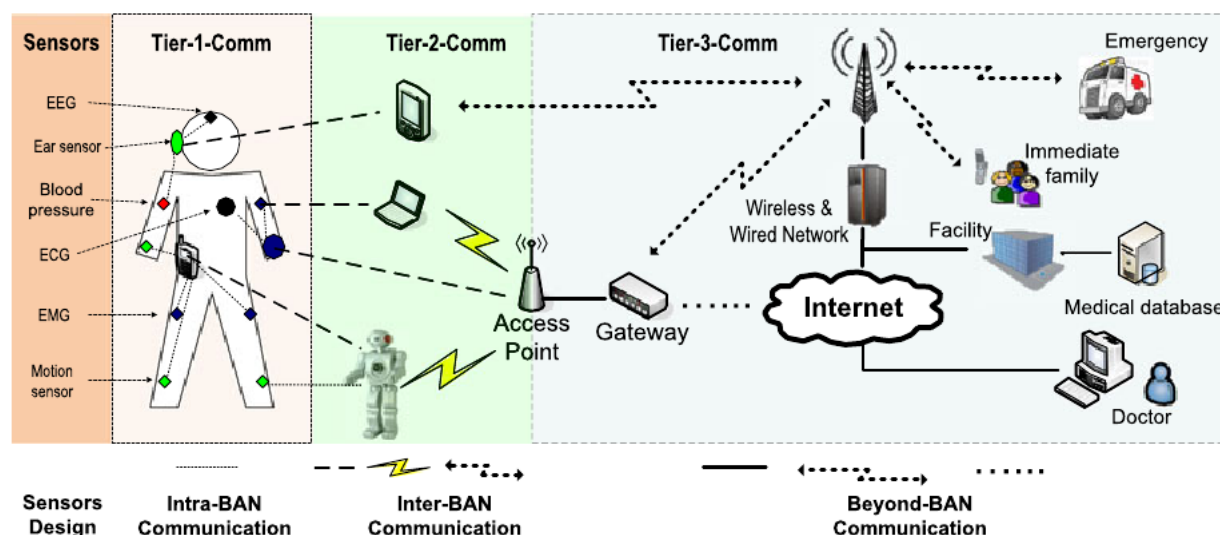 Sensors
Tier-1-Comm
Tier-2-Comm
Tier-3-Comm
Emergency
EEG
Ear sensor
Blood
pressure
ECG
EMG
Motion
sensor
Immediate
family
Wireless &
Wired Network
Facility
Internet
Medical database
Access
Point
Gateway
Doctor
Sensors
Design
Intra-BAN
Communication
Inter-BAN
Communication
Beyond-BAN
Communication